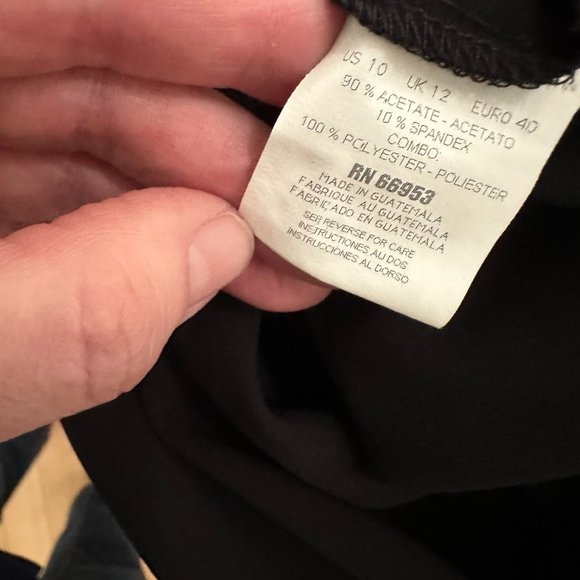 US 10 UK 12 EURO 40
90 % ACETATE - ACETATO
10 % SPANDEX
COMBO:
100 % POLYESTER - POLIESTER
RN 66953
MADE IN GUATEMALA
FABRIQUE AU GUATEMALA
FABRICADO EN GUATEMALA
SEE REVERSE FOR CARE
INSTRUCTIONES AU DOS
INSTRUCCIONES AL DORSO